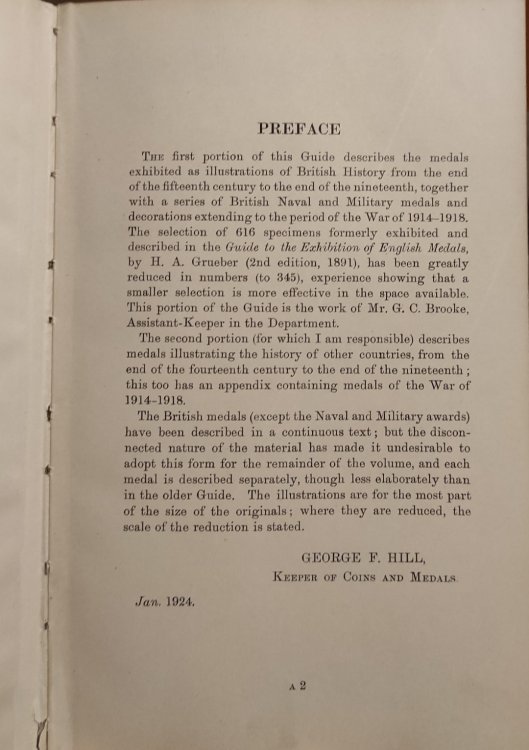 PREFACE
The first portion of this Guide describes the medals
exhibited as illustrations of British History from the end
of the fifteenth century to the end of the nineteenth, together
with a series of British Naval and Military medals and
decorations extending to the period of the War of 1914–1918.
The selection of 616 specimens formerly exhibited and
described in the Guide to the Exhibition of English Medals,
by H. A. Grueber (2nd edition, 1891), has been greatly
reduced in numbers (to 345), experience showing that a
smaller selection is more effective in the space available.
This portion of the Guide is the work of Mr. G. C. Brooke,
Assistant-Keeper in the Department.
The second portion (for which I am responsible) describes
medals illustrating the history of other countries, from the
end of the fourteenth century to the end of the nineteenth ;
this too has an appendix containing medals of the War of
1914–1918.
The British medals (except the Naval and Military awards)
have been described in a continuous text ; but the discon-
nected nature of the material has made it undesirable to
adopt this form for the remainder of the volume, and each
medal is described separately, though less elaborately than
in the older Guide. The illustrations are for the most part
of the size of the originals ; where they are reduced, the
scale of the reduction is stated.
GEORGE F. HILL,
Keeper of Coins and Medals.
Jan. 1924.
A 2